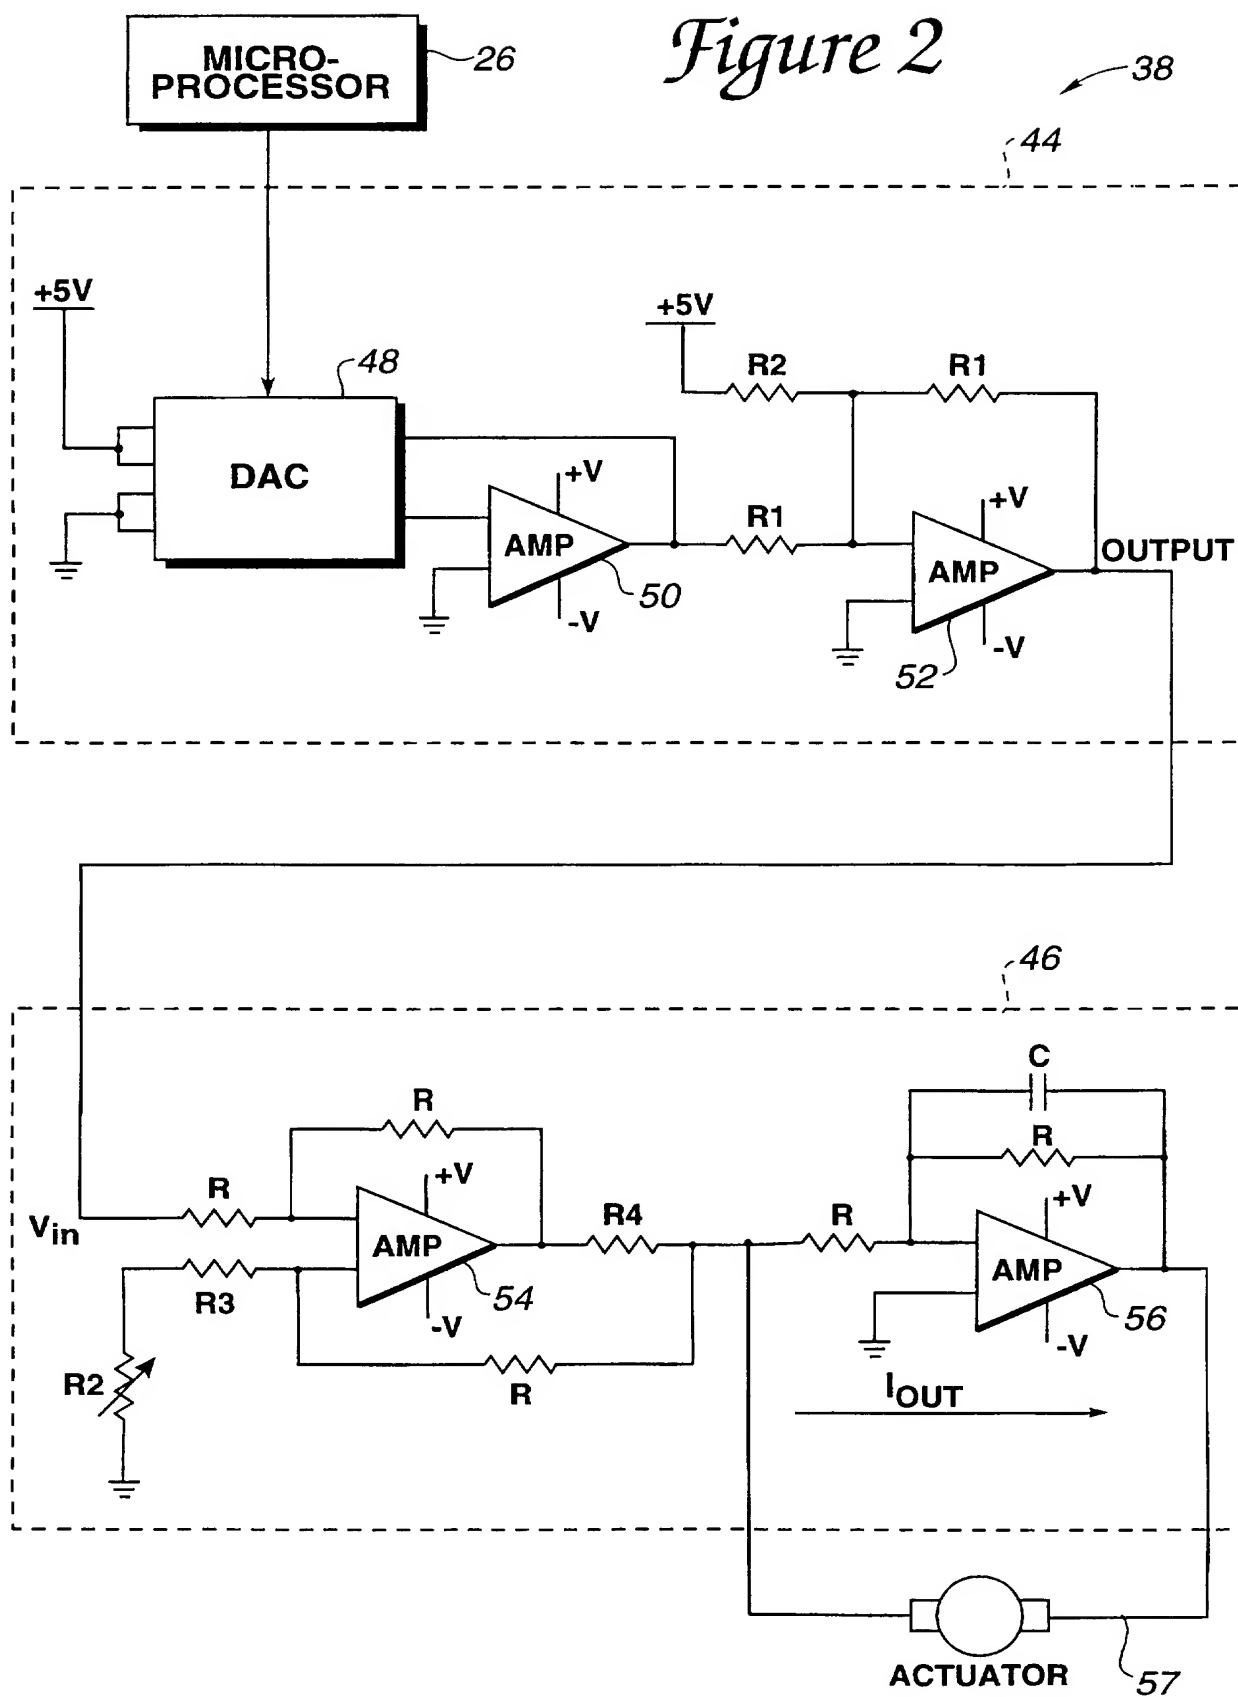 Figure 2
MICRO-
PROCESSOR
26
38
44
+5V
+5V
48
R2
R1
DAC
+V
AMP
50
-V
R1
+V
AMP
OUTPUT
52
-V
46
C
R
R
+V
R
Vin
AMP
54
R4
R
+V
AMP
56
R3
-V
-V
R
R2
IOUT
ACTUATOR
57